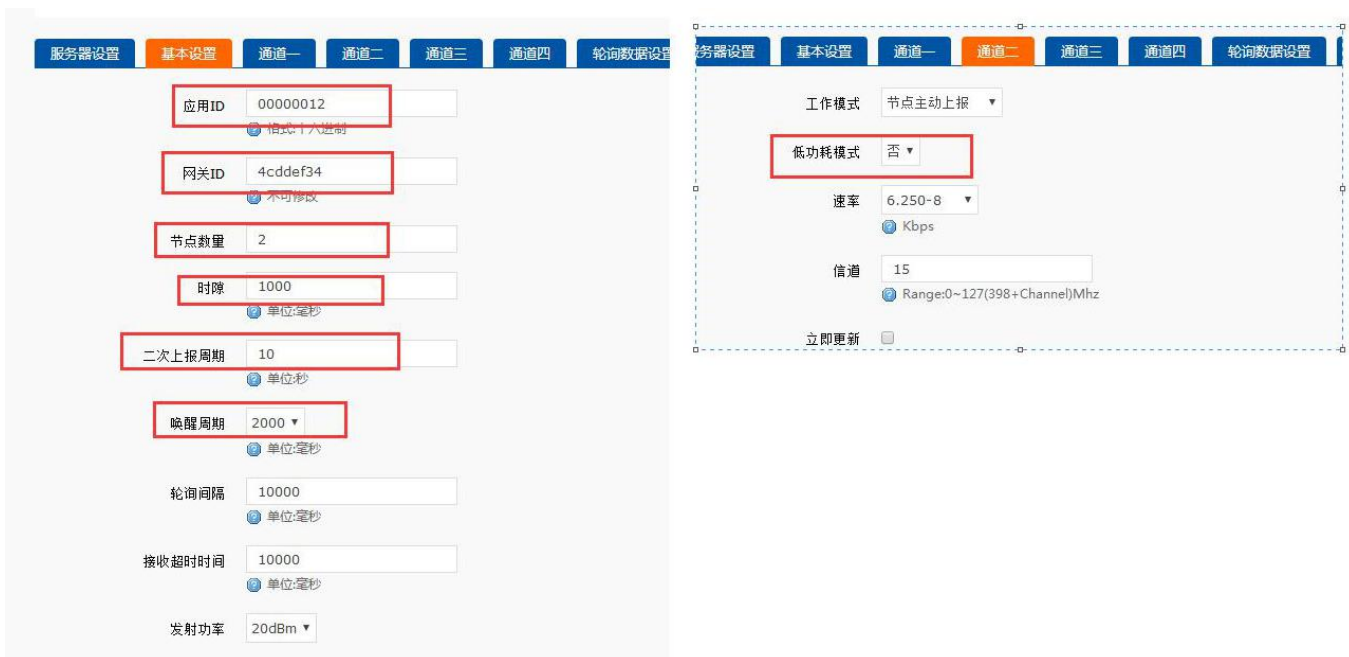 服务器设置 基本设置 通道一 通道二 通道三 通道四 轮询数据设置
应用ID 00000012
格式:十六进制
网关ID 4cddef34
不可修改
节点数量 2
时隙 1000
单位:毫秒
二次上报周期 10
单位:秒
唤醒周期 2000
单位:毫秒
轮询间隔 10000
单位:毫秒
接收超时时间 10000
单位:毫秒
发射功率 20dBm
务器设置 基本设置 通道一 通道二 通道三 通道四 轮询数据设置
工作模式 节点主动上报
低功耗模式 否
速率 6.250-8
Kbps
信道 15
Range:0~127(398+Channel)Mhz
立即更新